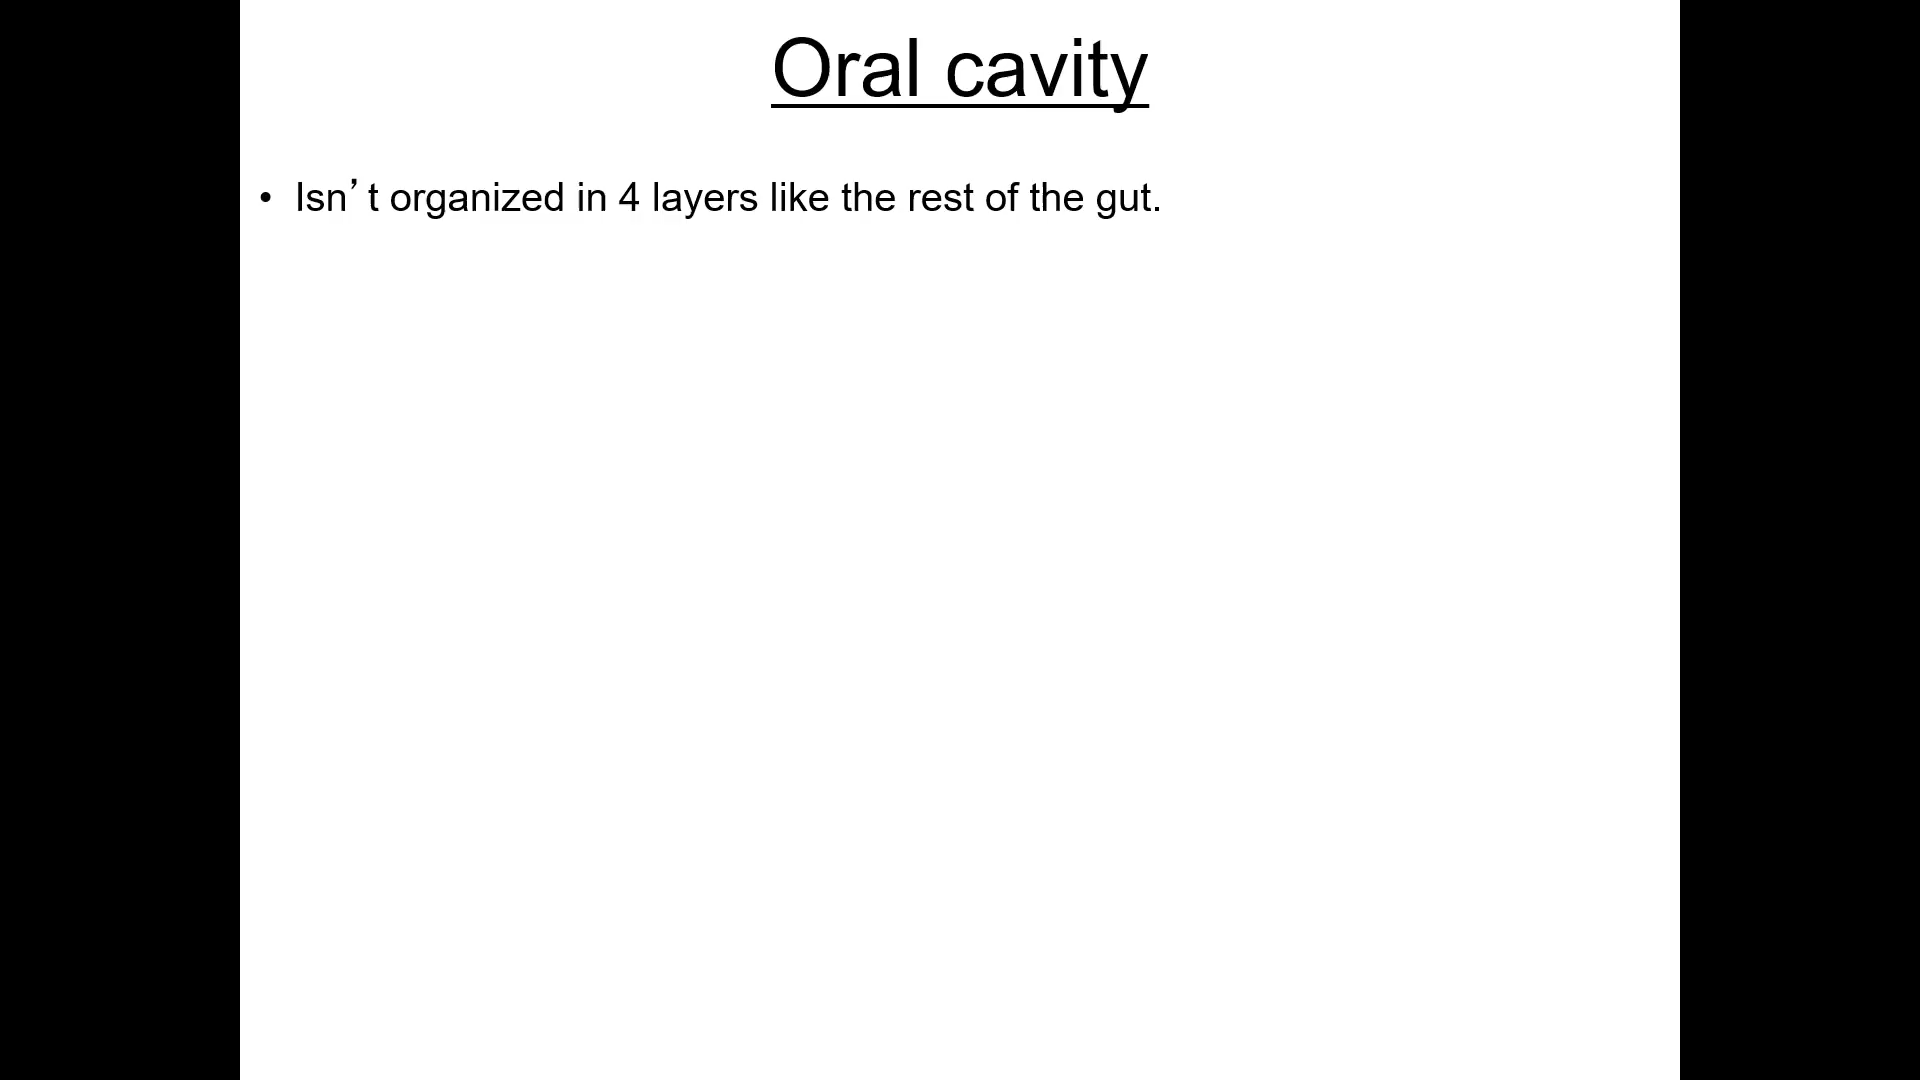 Oral cavity
• Isn’t organized in 4 layers like the rest of the gut.